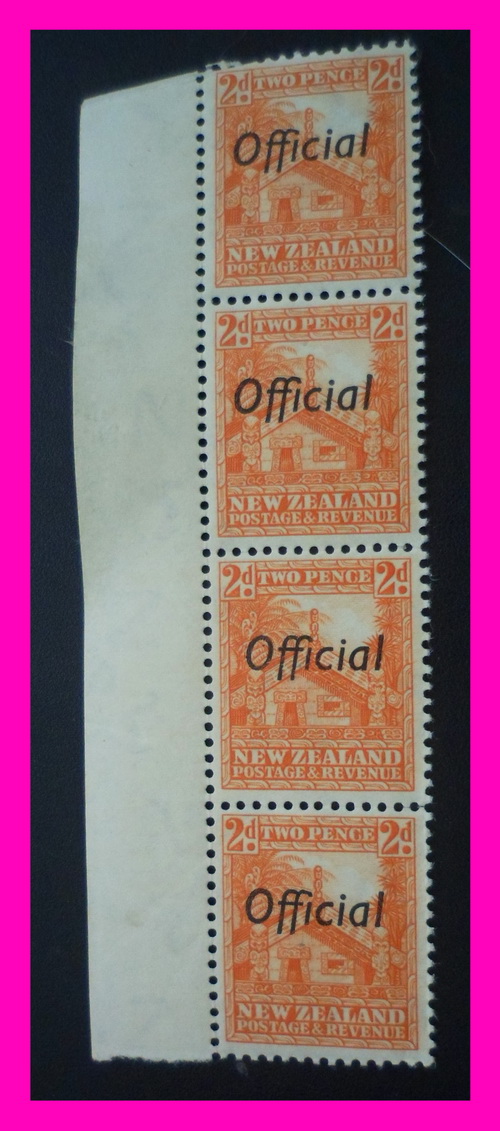 2d TWO PENCE 2d
Official
NEW ZEALAND
POSTAGE & REVENUE
2d TWO PENCE 2d
Official
NEW ZEALAND
POSTAGE & REVENUE
2d TWO PENCE 2d
Official
NEW ZEALAND
POSTAGE & REVENUE
2d TWO PENCE 2d
Official
NEW ZEALAND
POSTAGE & REVENUE